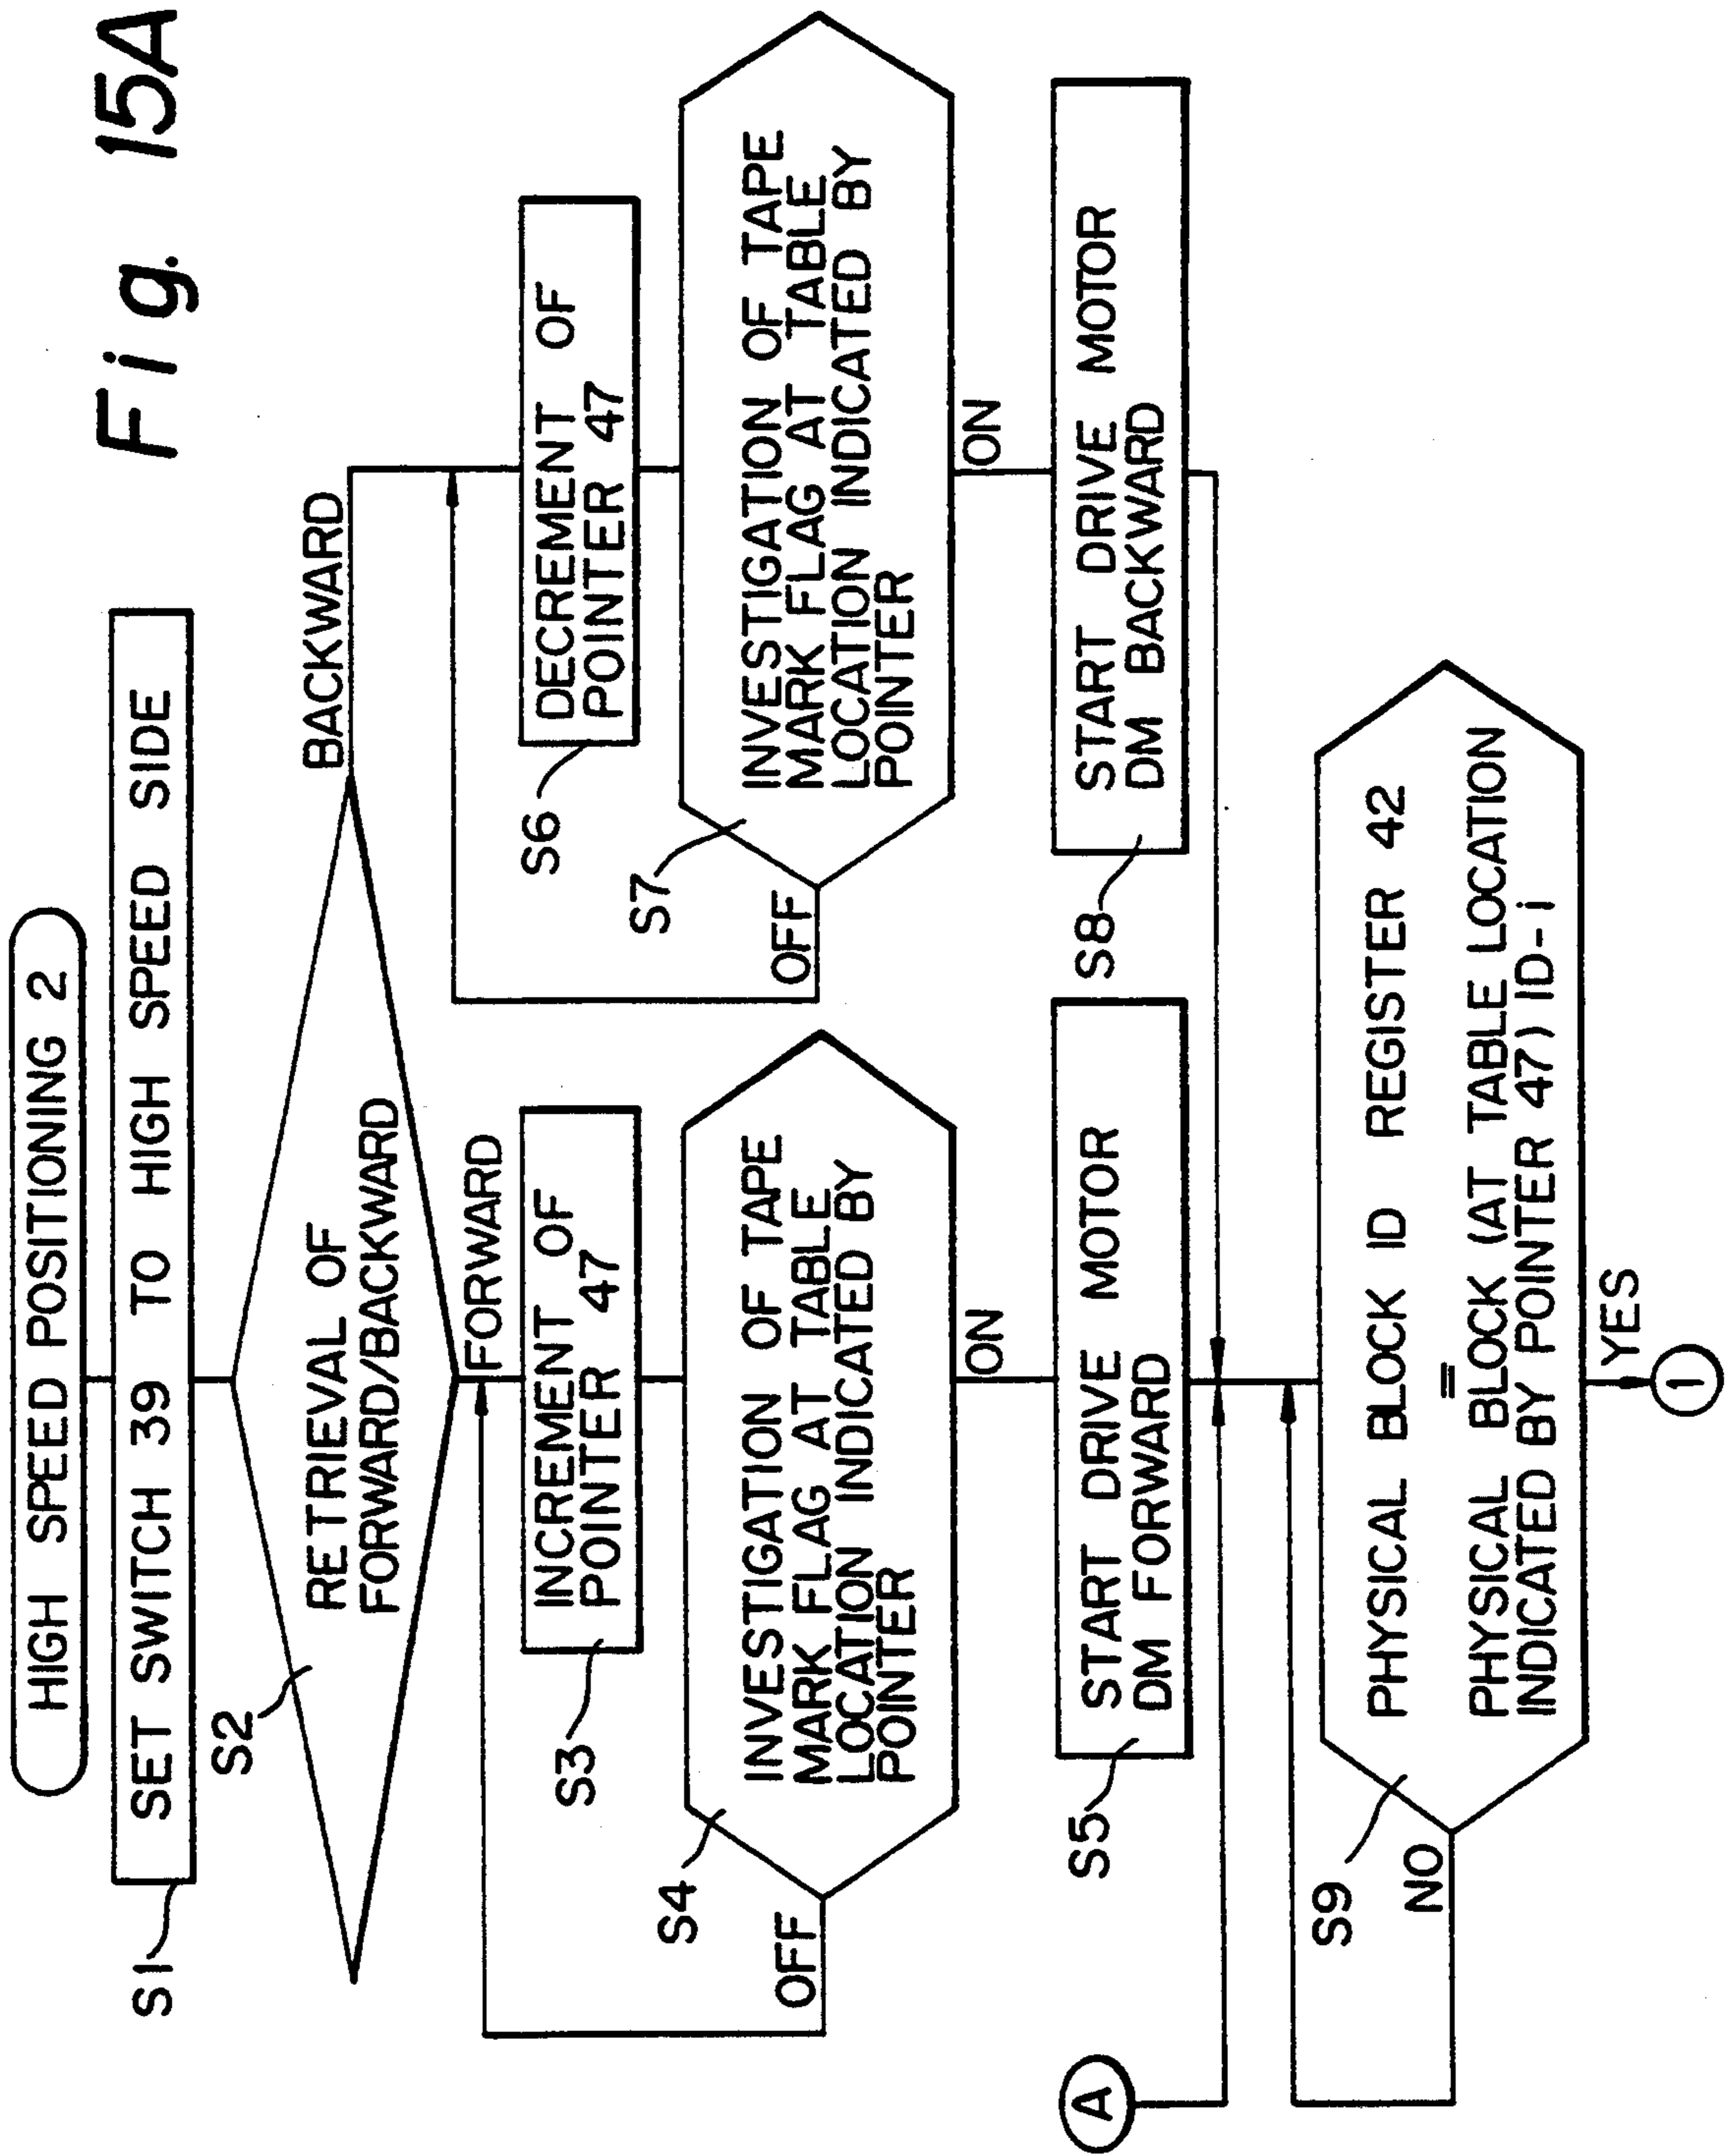 Fig. 15A
HIGH SPEED POSITIONING 2
S1
SET SWITCH 39 TO HIGH SPEED SIDE
S2
RETRIEVAL OF
FORWARD/BACKWARD
BACKWARD
FORWARD
S3
INCREMENT OF
POINTER 47
S4
INVESTIGATION OF TAPE
MARK FLAG AT TABLE
LOCATION INDICATED BY
POINTER
OFF
ON
S5
START DRIVE MOTOR
DM FORWARD
S6
DECREMENT OF
POINTER 47
S7
INVESTIGATION OF TAPE
MARK FLAG AT TABLE
LOCATION INDICATED BY
POINTER
OFF
ON
S8
START DRIVE MOTOR
DM BACKWARD
A
S9
PHYSICAL BLOCK ID REGISTER 42
=
PHYSICAL BLOCK (AT TABLE LOCATION
INDICATED BY POINTER 47) ID-i
NO
YES
1